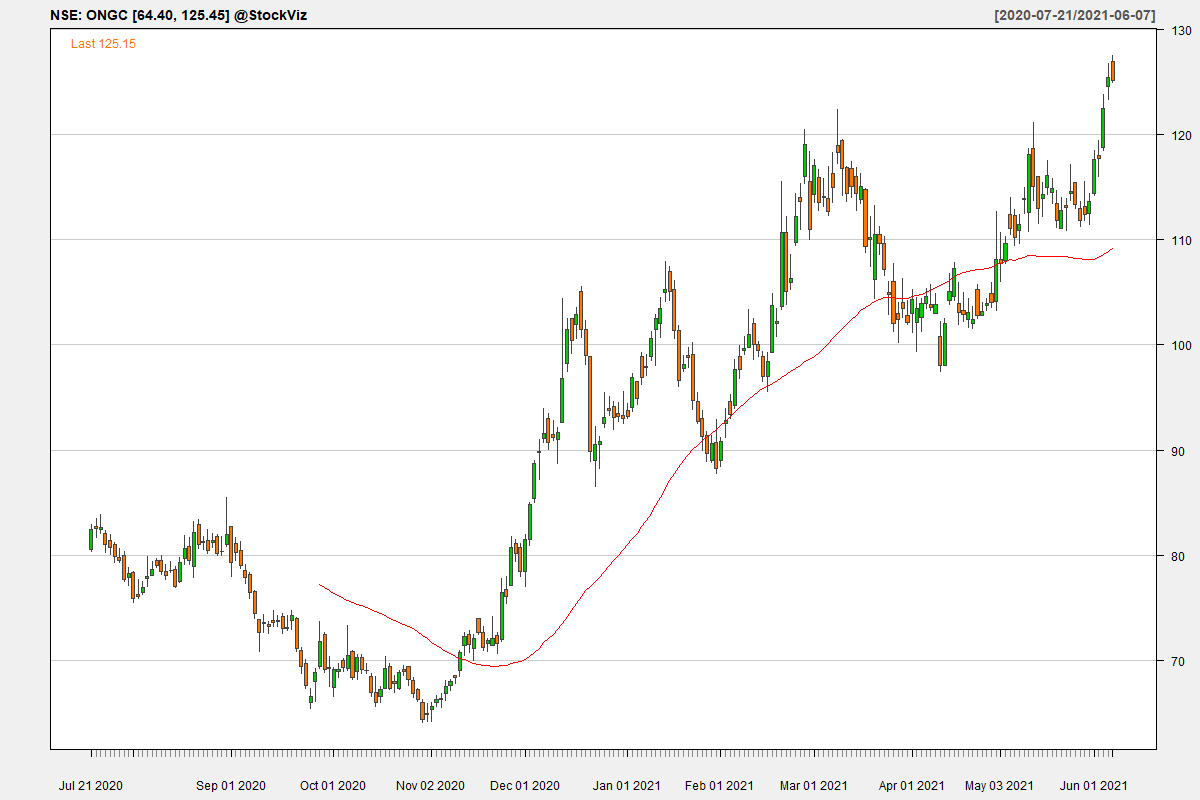 NSE: ONGC [64.40, 125.45] @StockViz [2020-07-21/2021-06-07]
Last 125.15
130
120
110
100
90
80
70
Jul 21 2020 Sep 01 2020 Oct 01 2020 Nov 02 2020 Dec 01 2020 Jan 01 2021 Feb 01 2021 Mar 01 2021 Apr 01 2021 May 03 2021 Jun 01 2021